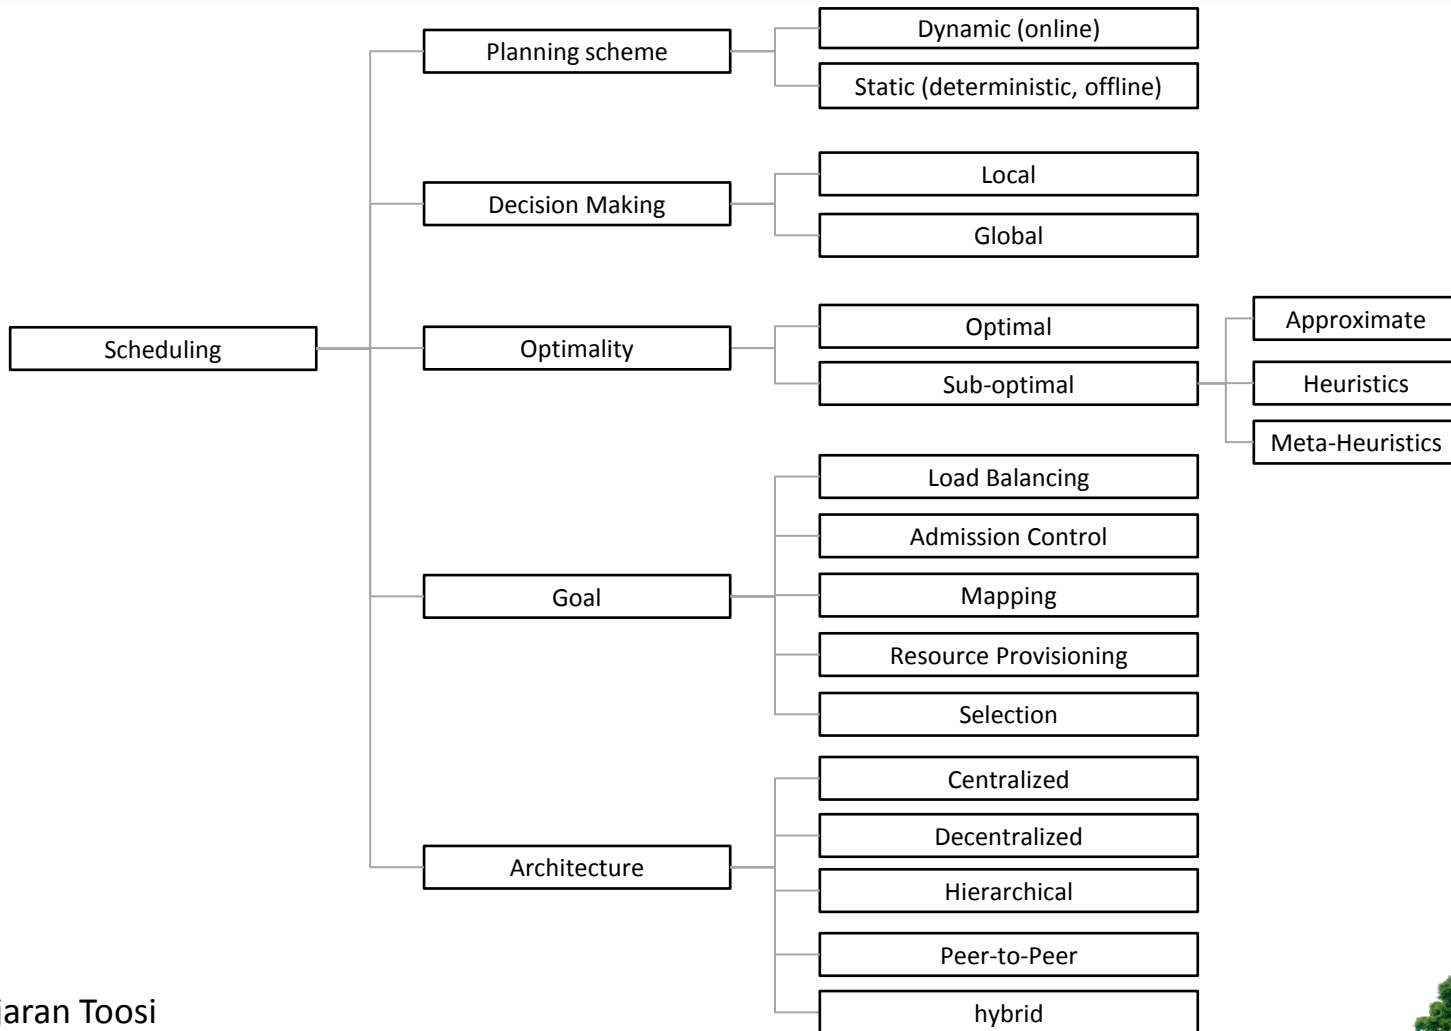 Scheduling
Planning scheme
Dynamic (online)
Static (deterministic, offline)
Decision Making
Local
Global
Optimality
Optimal
Sub-optimal
Approximate
Heuristics
Meta-Heuristics
Goal
Load Balancing
Admission Control
Mapping
Resource Provisioning
Selection
Architecture
Centralized
Decentralized
Hierarchical
Peer-to-Peer
hybrid
Toosi